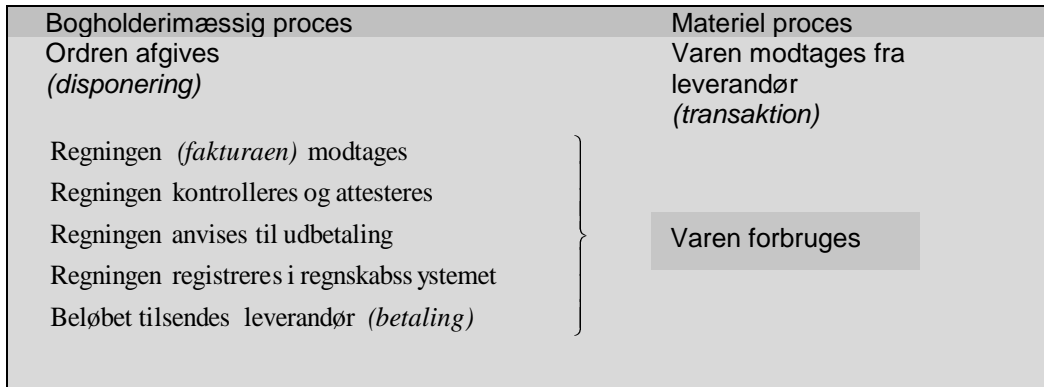 Bogholderimæssig proces
Materiel proces
Ordren afgives
(disponering)
Varen modtages fra
leverandør
(transaktion)
Regningen (fakturaen) modtages
Regningen kontrolleres og attesteres
Regningen anvises til udbetaling
Regningen registreres i regnskabss ystemet
Beløbet tilsendes leverandør (betaling)
Varen forbruges